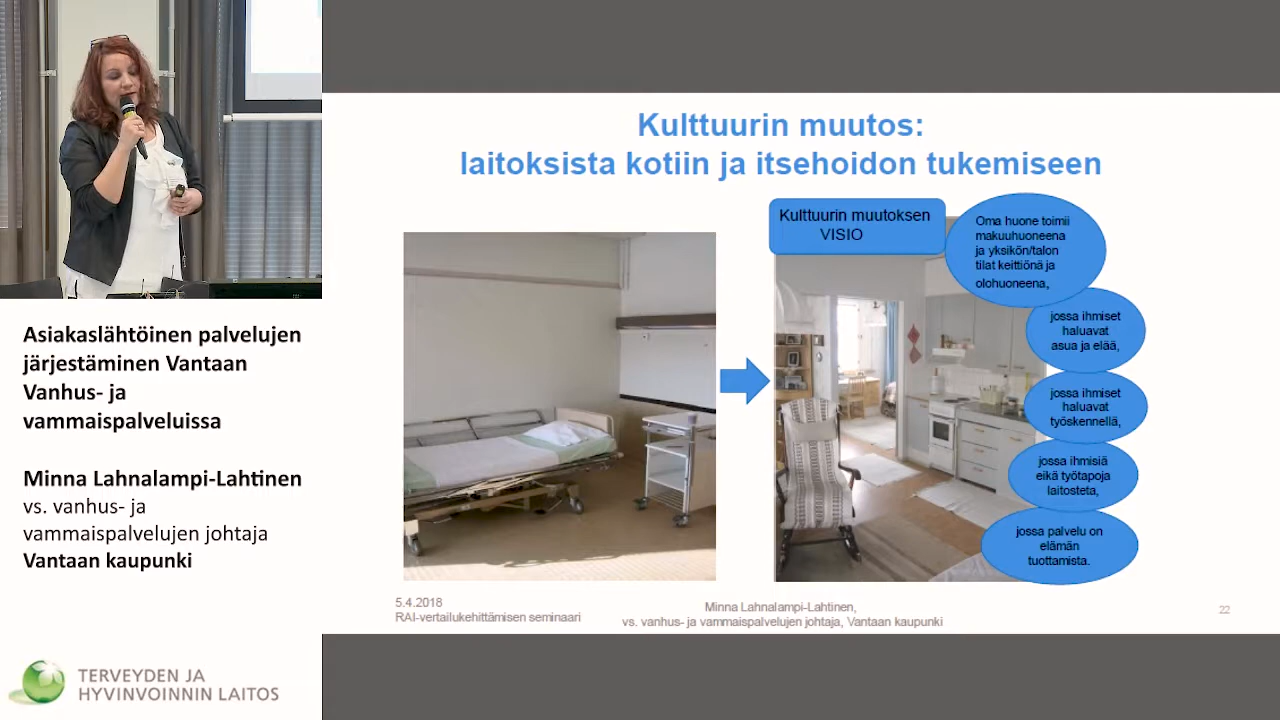 Asiakaslähtöinen palvelujen
järjestäminen Vantaan
Vanhus- ja
vammaispalveluissa
Minna Lahnalampi-Lahtinen
vs. vanhus- ja
vammaispalvelujen johtaja
Vantaan kaupunki
TERVEYDEN JA
HYVINVOINNIN LAITOS
Kulttuurin muutos:
laitoksista kotiin ja itsehoidon tukemiseen
Kulttuurin muutoksen
VISIO
Oma huone toimii
makuuhuoneena
ja yksikön/talon
tilat keittiönä ja
olohuoneena,
jossa ihmiset
haluavat
asua ja elää,
jossa ihmiset
haluavat
työskennellä,
jossa ihmisiä
eikä työtapoja
laitosteta,
jossa palvelu on
elämän
tuottamista.
5.4.2018
RAI-vertailukehittämisen seminaari
Minna Lahnalampi-Lahtinen,
vs. vanhus- ja vammaispalvelujen johtaja, Vantaan kaupunki
22